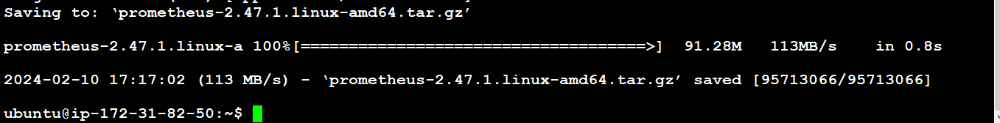 Saving to: ‘prometheus-2.47.1.linux-amd64.tar.gz’
prometheus-2.47.1.linux-a 100%[====================================>] 91.28M 113MB/s in 0.8s
2024-02-10 17:17:02 (113 MB/s) - ‘prometheus-2.47.1.linux-amd64.tar.gz’ saved [95713066/95713066]
ubuntu@ip-172-31-82-50:~$